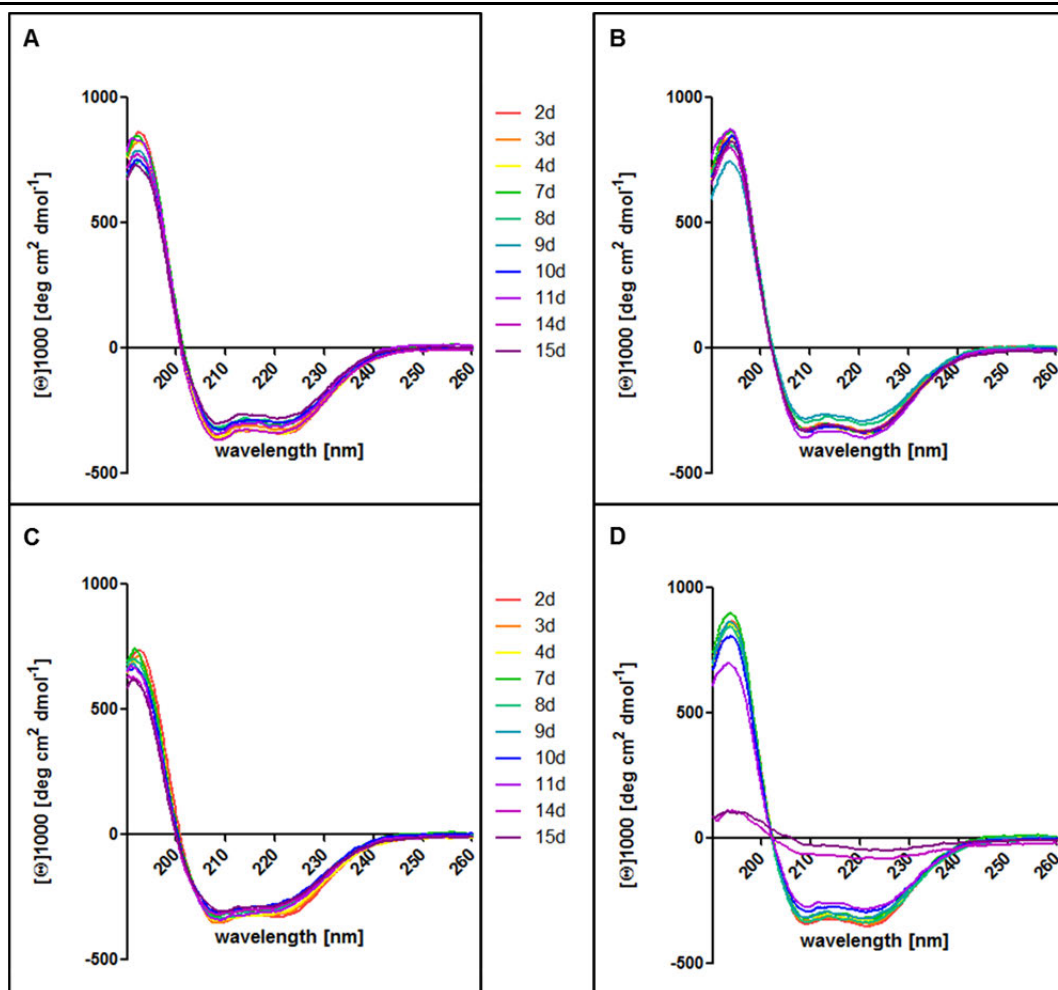 A
[Θ]1000 [deg cm² dmol⁻¹]
1000
500
0
-500
200 210 220 230 240 250 260
wavelength [nm]
2d
3d
4d
7d
8d
9d
10d
11d
14d
15d
B
[Θ]1000 [deg cm² dmol⁻¹]
1000
500
0
-500
200 210 220 230 240 250 260
wavelength [nm]
C
[Θ]1000 [deg cm² dmol⁻¹]
1000
500
0
-500
200 210 220 230 240 250 260
wavelength [nm]
2d
3d
4d
7d
8d
9d
10d
11d
14d
15d
D
[Θ]1000 [deg cm² dmol⁻¹]
1000
500
0
-500
200 210 220 230 240 250 260
wavelength [nm]